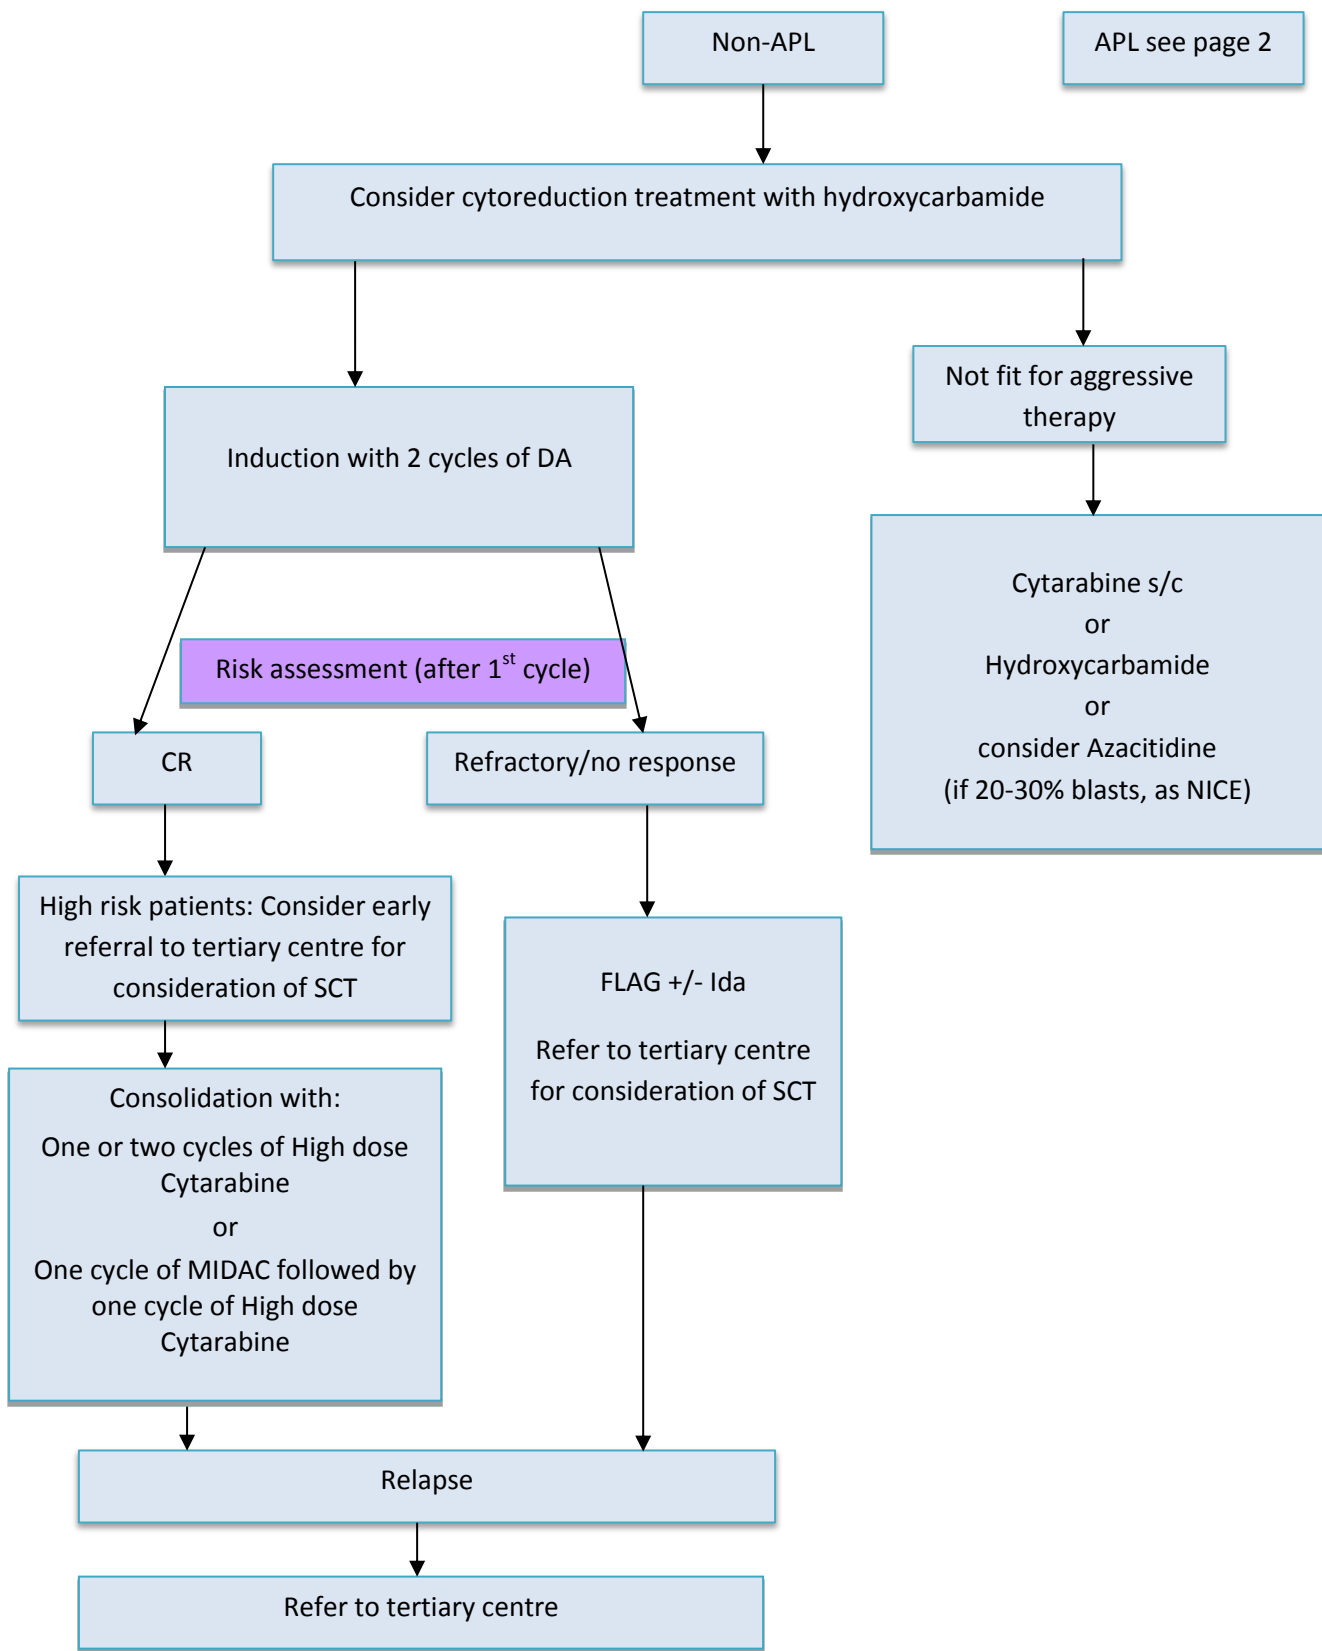 Non-APL
APL see page 2
Consider cytoreduction treatment with hydroxycarbamide
Not fit for aggressive
therapy
Induction with 2 cycles of DA
Cytarabine s/c
or
Hydroxycarbamide
or
consider Azacitidine
(if 20-30% blasts, as NICE)
Risk assessment (after 1st cycle)
CR
Refractory/no response
High risk patients: Consider early
referral to tertiary centre for
consideration of SCT
FLAG +/- Ida
Refer to tertiary centre
for consideration of SCT
Consolidation with:
One or two cycles of High dose
Cytarabine
or
One cycle of MIDAC followed by
one cycle of High dose
Cytarabine
Relapse
Refer to tertiary centre